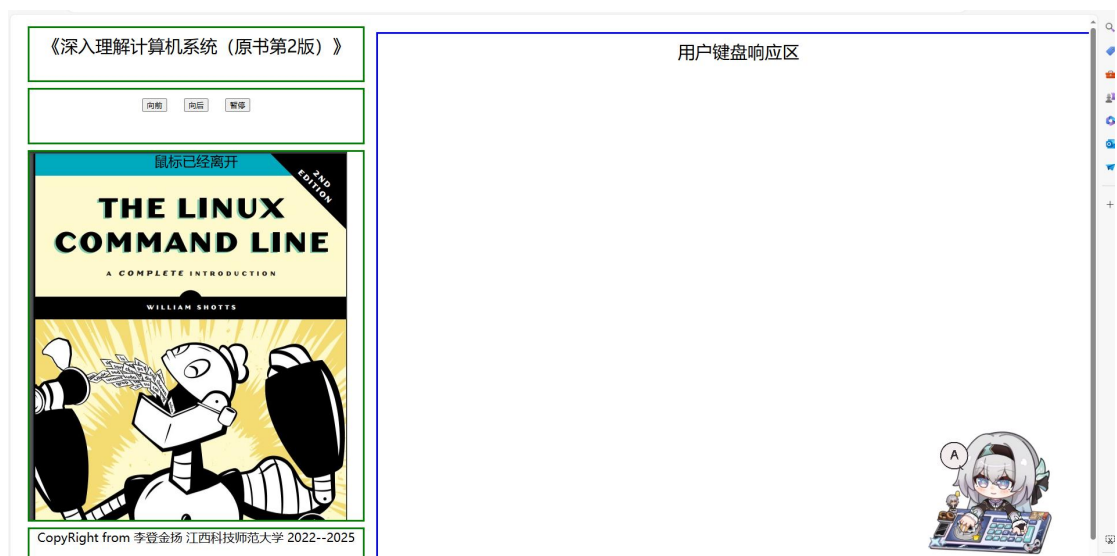 《深入理解计算机系统（原书第2版）》
向前 向后 暂停
鼠标已经离开
2ND
EDITION
THE LINUX
COMMAND LINE
A COMPLETE INTRODUCTION
WILLIAM SHOTTS
CopyRight from 李登金扬 江西科技师范大学 2022--2025
用户键盘响应区
A